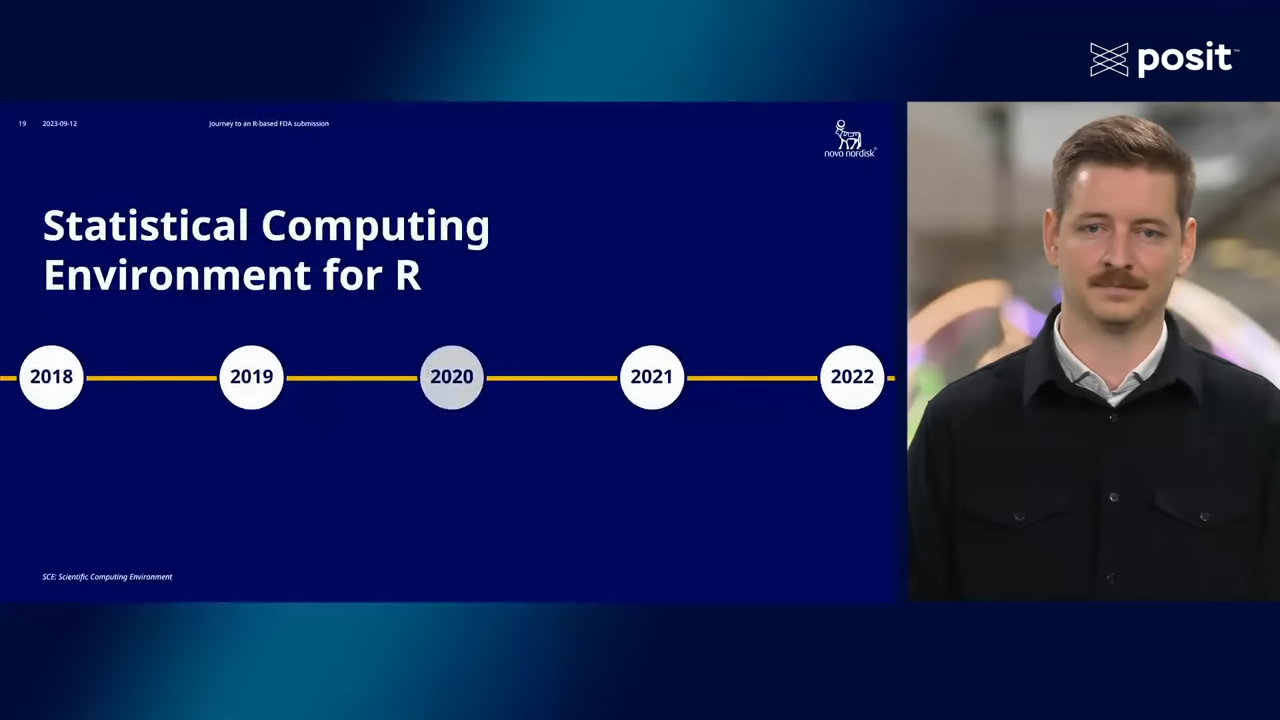 posit™
19 2023-09-12 Journey to an R-based FDA submission
novo nordisk®
Statistical Computing
Environment for R
2018 2019 2020 2021 2022
SCE: Scientific Computing Environment